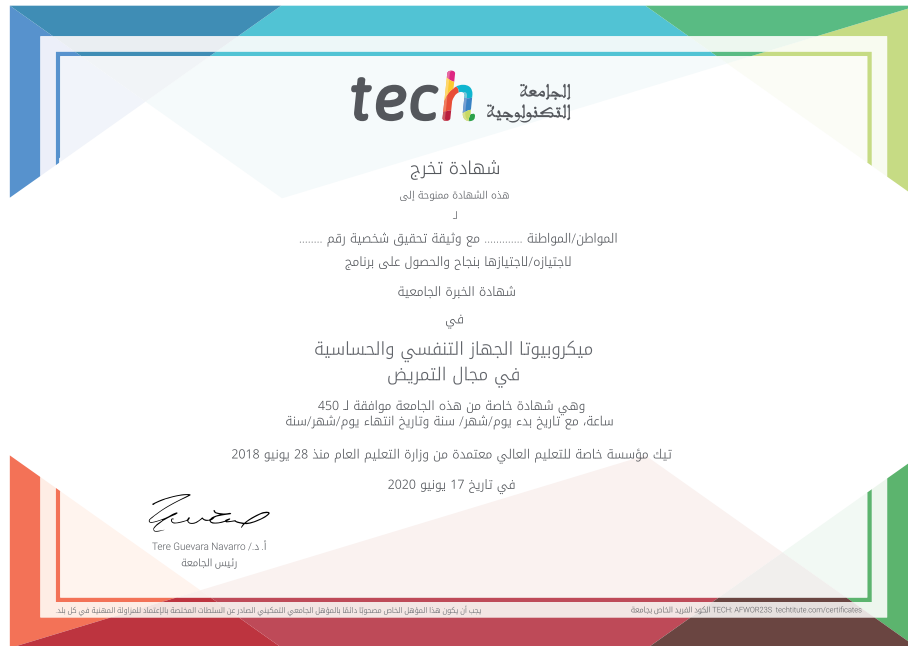 tech الجامعة
التكنولوجية
شهادة تخرج
هذه الشهادة ممنوحة إلى
لـ
المواطن/المواطنة ............ مع وثيقة تحقيق شخصية رقم ........
لاجتيازه/لاجتيازها بنجاح والحصول على برنامج
شهادة الخبرة الجامعية
في
ميكروبيوتا الجهاز التنفسي والحساسية
في مجال التمريض
وهي شهادة خاصة من هذه الجامعة موافقة لـ 450
ساعة، مع تاريخ بدء يوم/شهر/ سنة وتاريخ انتهاء يوم/شهر/سنة
تيك مؤسسة خاصة للتعليم العالي معتمدة من وزارة التعليم العام منذ 28 يونيو 2018
في تاريخ 17 يونيو 2020
أ.د./ Tere Guevara Navarro
رئيس الجامعة
يجب أن يكون هذا المؤهل الخاص مصحوبًا دائمًا بالمؤهل الجامعي التمكيني الصادر عن السلطات المختصة بالإعتماد للمزاولة المهنية في كل بلد.
الكود الفريد الخاص بجامعة TECH: AFWOR23S techtitute.com/certificates